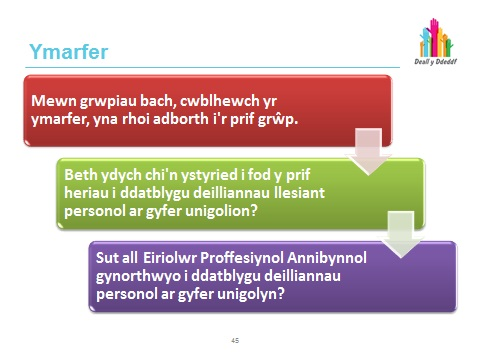 Ymarfer
Deall y Ddeddf
Mewn grwpiau bach, cwblhewch yr
ymarfer, yna rhoi adborth i'r prif grŵp.
Beth ydych chi'n ystyried i fod y prif
heriau i ddatblygu deilliannau llesiant
personol ar gyfer unigolion?
Sut all Eiriolwr Proffesiynol Annibynnol
gynorthwyo i ddatblygu deilliannau
personol ar gyfer unigolyn?
45